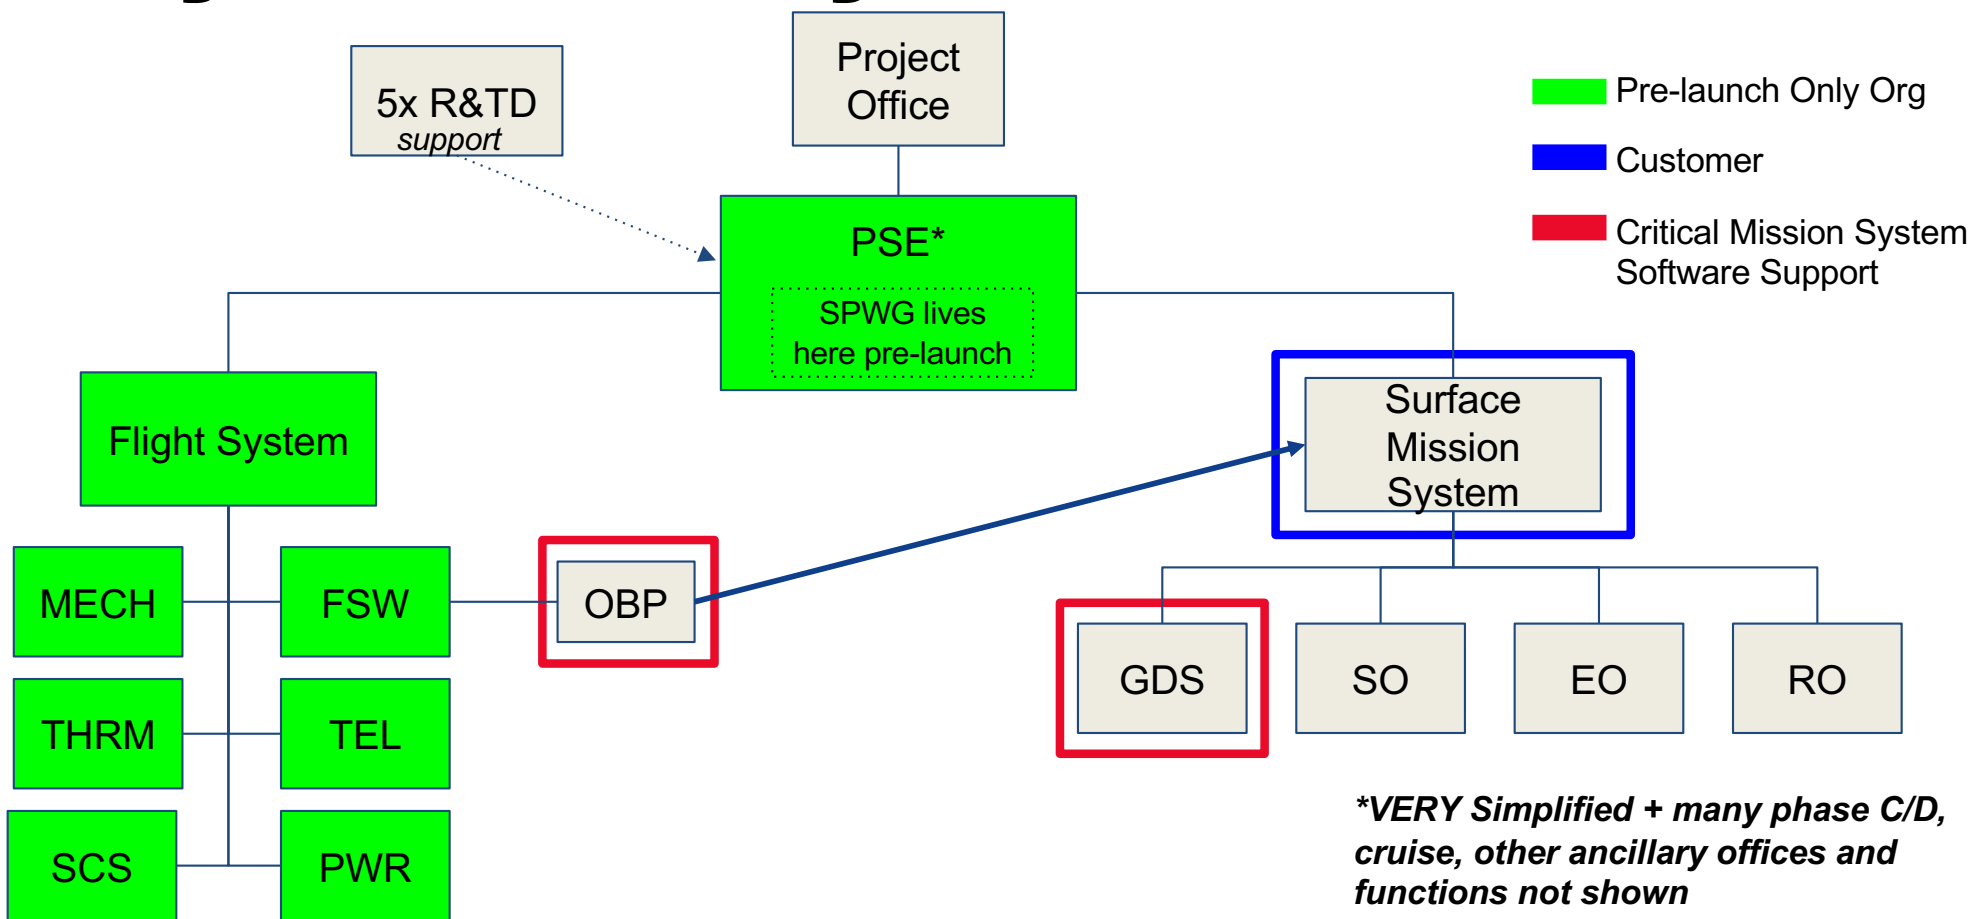 5x R&TD
support
Project
Office
Pre-launch Only Org
Customer
Critical Mission System
Software Support
PSE*
SPWG lives
here pre-launch
Flight System
Surface
Mission
System
MECH
FSW
OBP
THRM
TEL
SCS
PWR
GDS
SO
EO
RO
*VERY Simplified + many phase C/D,
cruise, other ancillary offices and
functions not shown